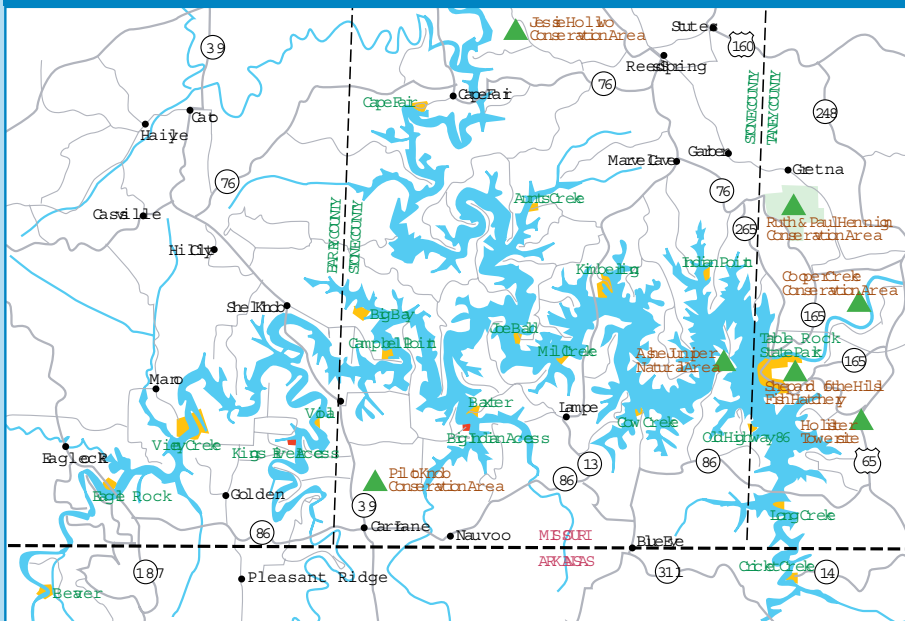 Jessie Hollow
Conservation Area
39
160
76
Reeds Spring
Cape Fair
Cape Fair
STONE COUNTY
TANEY COUNTY
248
Cato
Marvel Cave
Garber
Gretna
76
76
Cassville
Aunts Creek
265
Ruth & Paul Henning
Conservation Area
BARRY COUNTY
STONE COUNTY
Kimberling
Indian Point
Cooper Creek
Conservation Area
Shell Knob
Big Bay
165
Joe Bald
Campbell Point
Mill Creek
Table Rock
State Park
165
Ashe Juniper
Natural Area
Shepard of the Hills
Fish Hatchery
Mano
Viola
Baxter
Lampe
Cow Creek
Big Indian Access
Old Highway 86
Hollister
Towersite
Viney Creek
Kings River Access
Eagle Rock
65
13
86
86
Pilot Knob
Conservation Area
Eagle Rock
Golden
39
Long Creek
86
Carr Lane
Nauvoo
MISSOURI
Blue Eye
ARKANSAS
187
Pleasant Ridge
311
Cricket Creek
14
Beaver